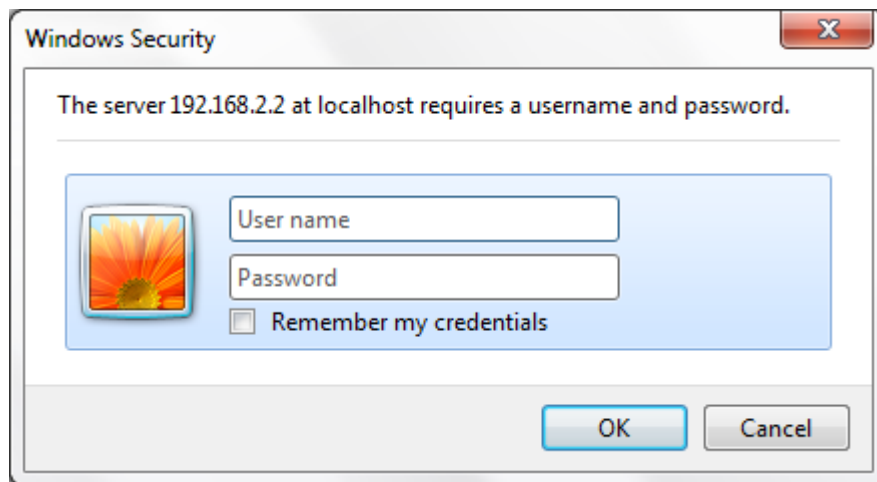 Windows Security
The server 192.168.2.2 at localhost requires a username and password.
User name
Password
Remember my credentials
OK
Cancel